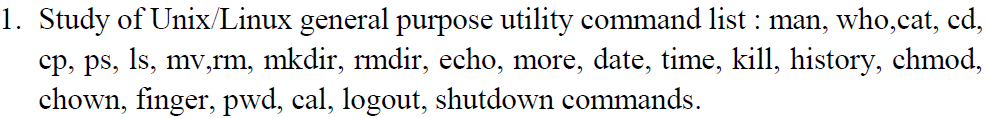 1. Study of Unix/Linux general purpose utility command list : man, who,cat, cd,
cp, ps, ls, mv,rm, mkdir, rmdir, echo, more, date, time, kill, history, chmod,
chown, finger, pwd, cal, logout, shutdown commands.